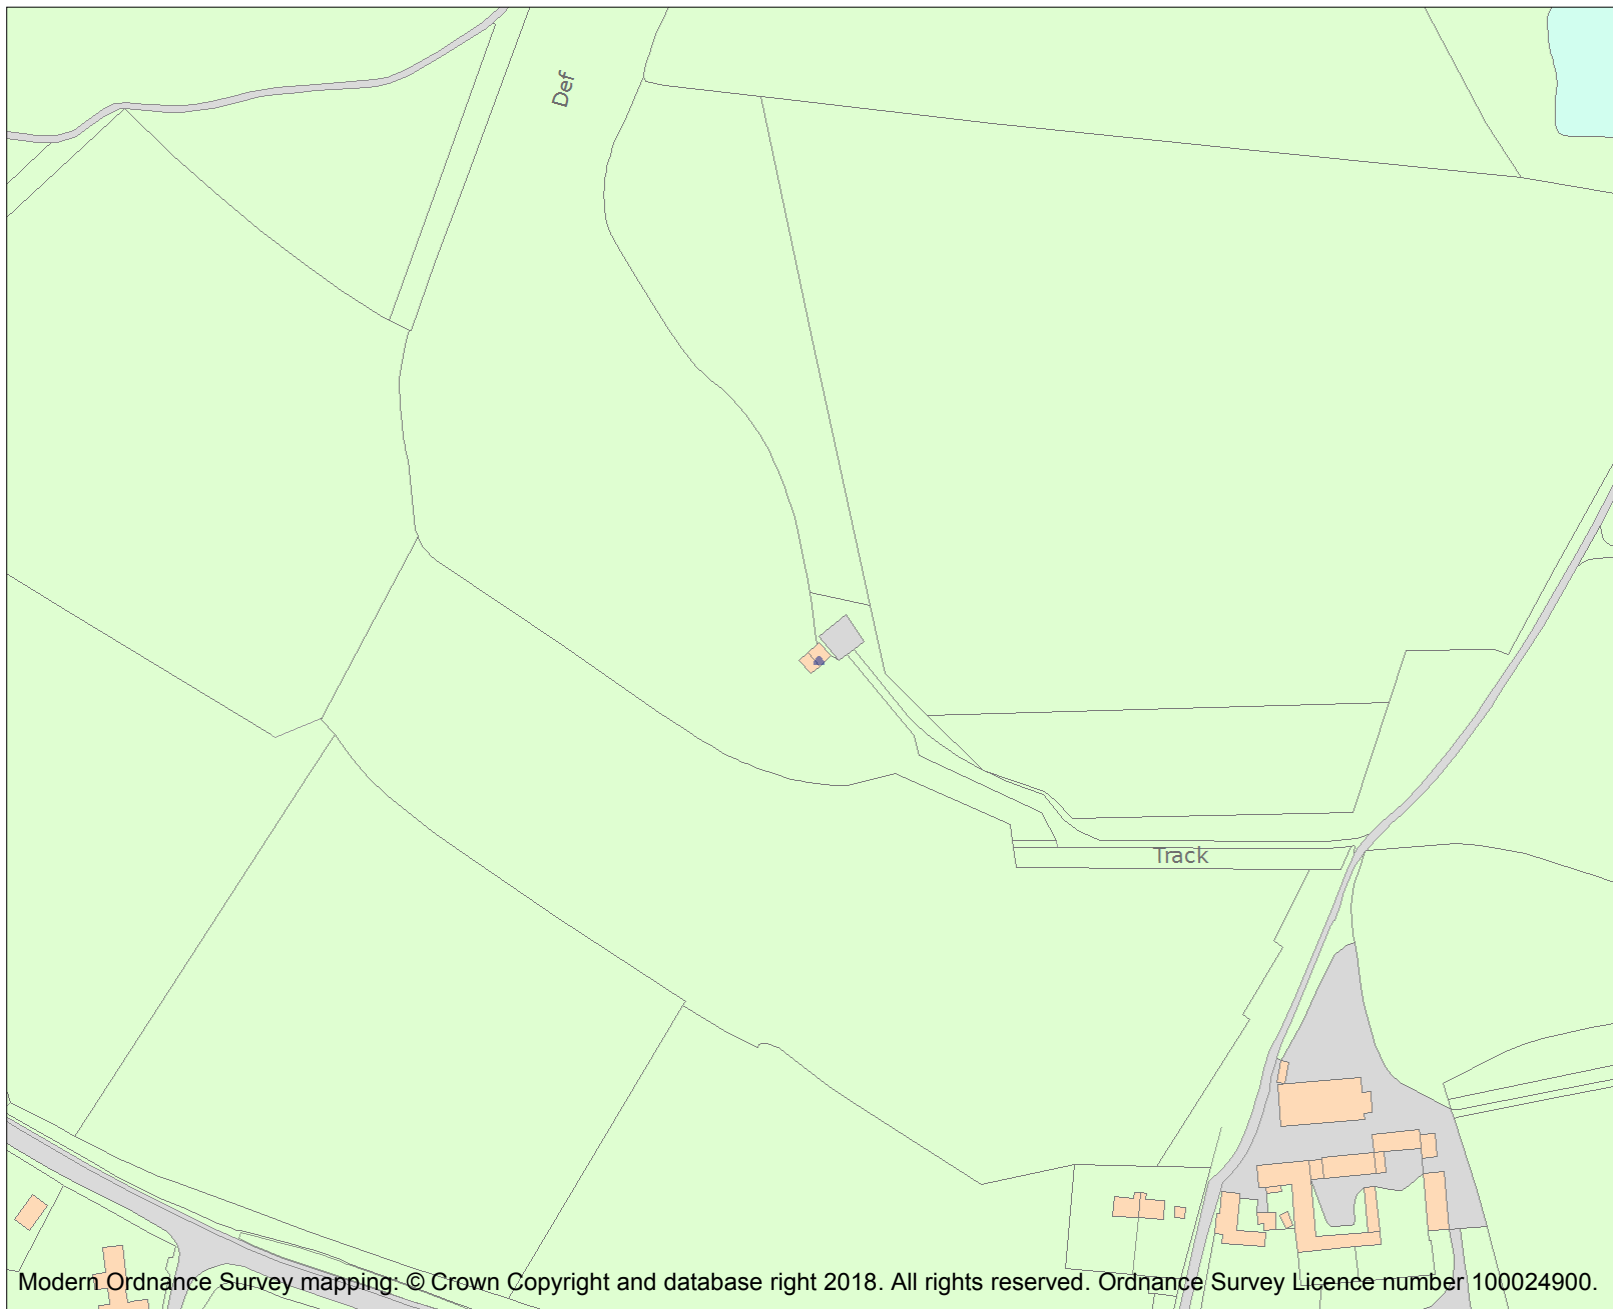 Def
Track
Modern Ordnance Survey mapping: © Crown Copyright and database right 2018. All rights reserved. Ordnance Survey Licence number 100024900.